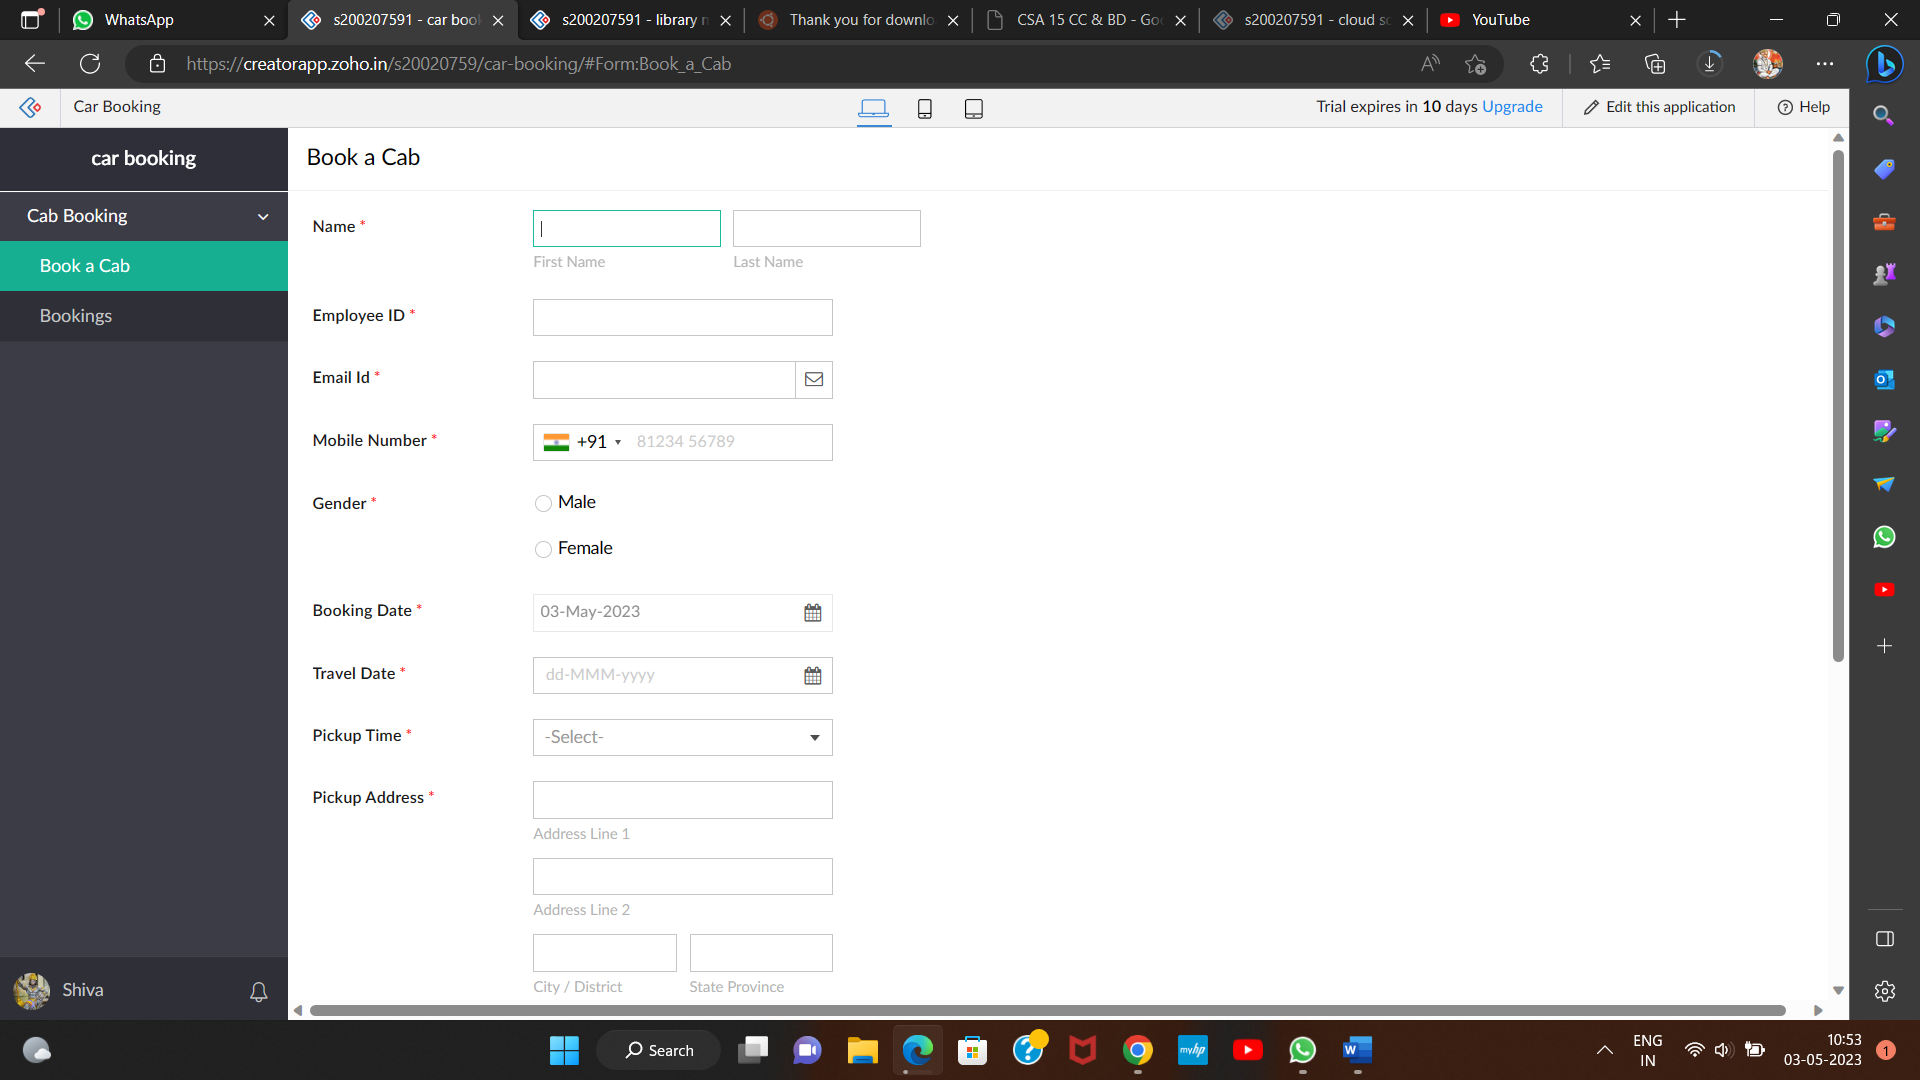 WhatsApp
s200207591 - car boo
s200207591 - library
Thank you for downlo
CSA 15 CC & BD - Go
s200207591 - cloud s
YouTube
https://creatorapp.zoho.in/s20020759/car-booking/#Form:Book_a_Cab
Car Booking
Trial expires in 10 days Upgrade
Edit this application
Help
car booking
Book a Cab
Cab Booking
Book a Cab
Bookings
Name *
First Name
Last Name
Employee ID *
Email Id *
Mobile Number *
+91
81234 56789
Gender *
Male
Female
Booking Date *
03-May-2023
Travel Date *
dd-MMM-yyyy
Pickup Time *
-Select-
Pickup Address *
Address Line 1
Address Line 2
City / District
State Province
Shiva
Search
myhp
ENG
IN
10:53
03-05-2023
1